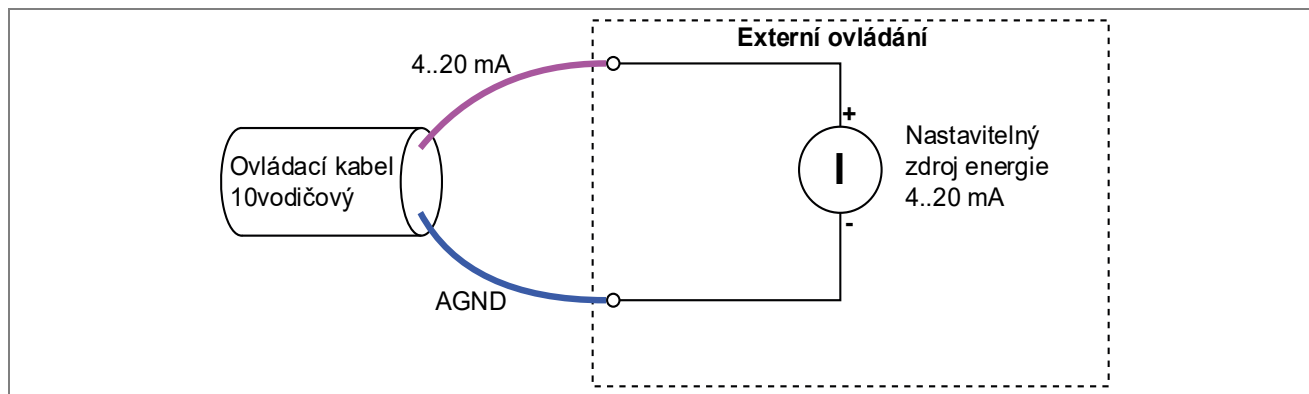 Externí ovládání
4..20 mA
+
Nastavitelný
zdroj energie
4..20 mA
I
-
Ovládací kabel
10vodičový
AGND